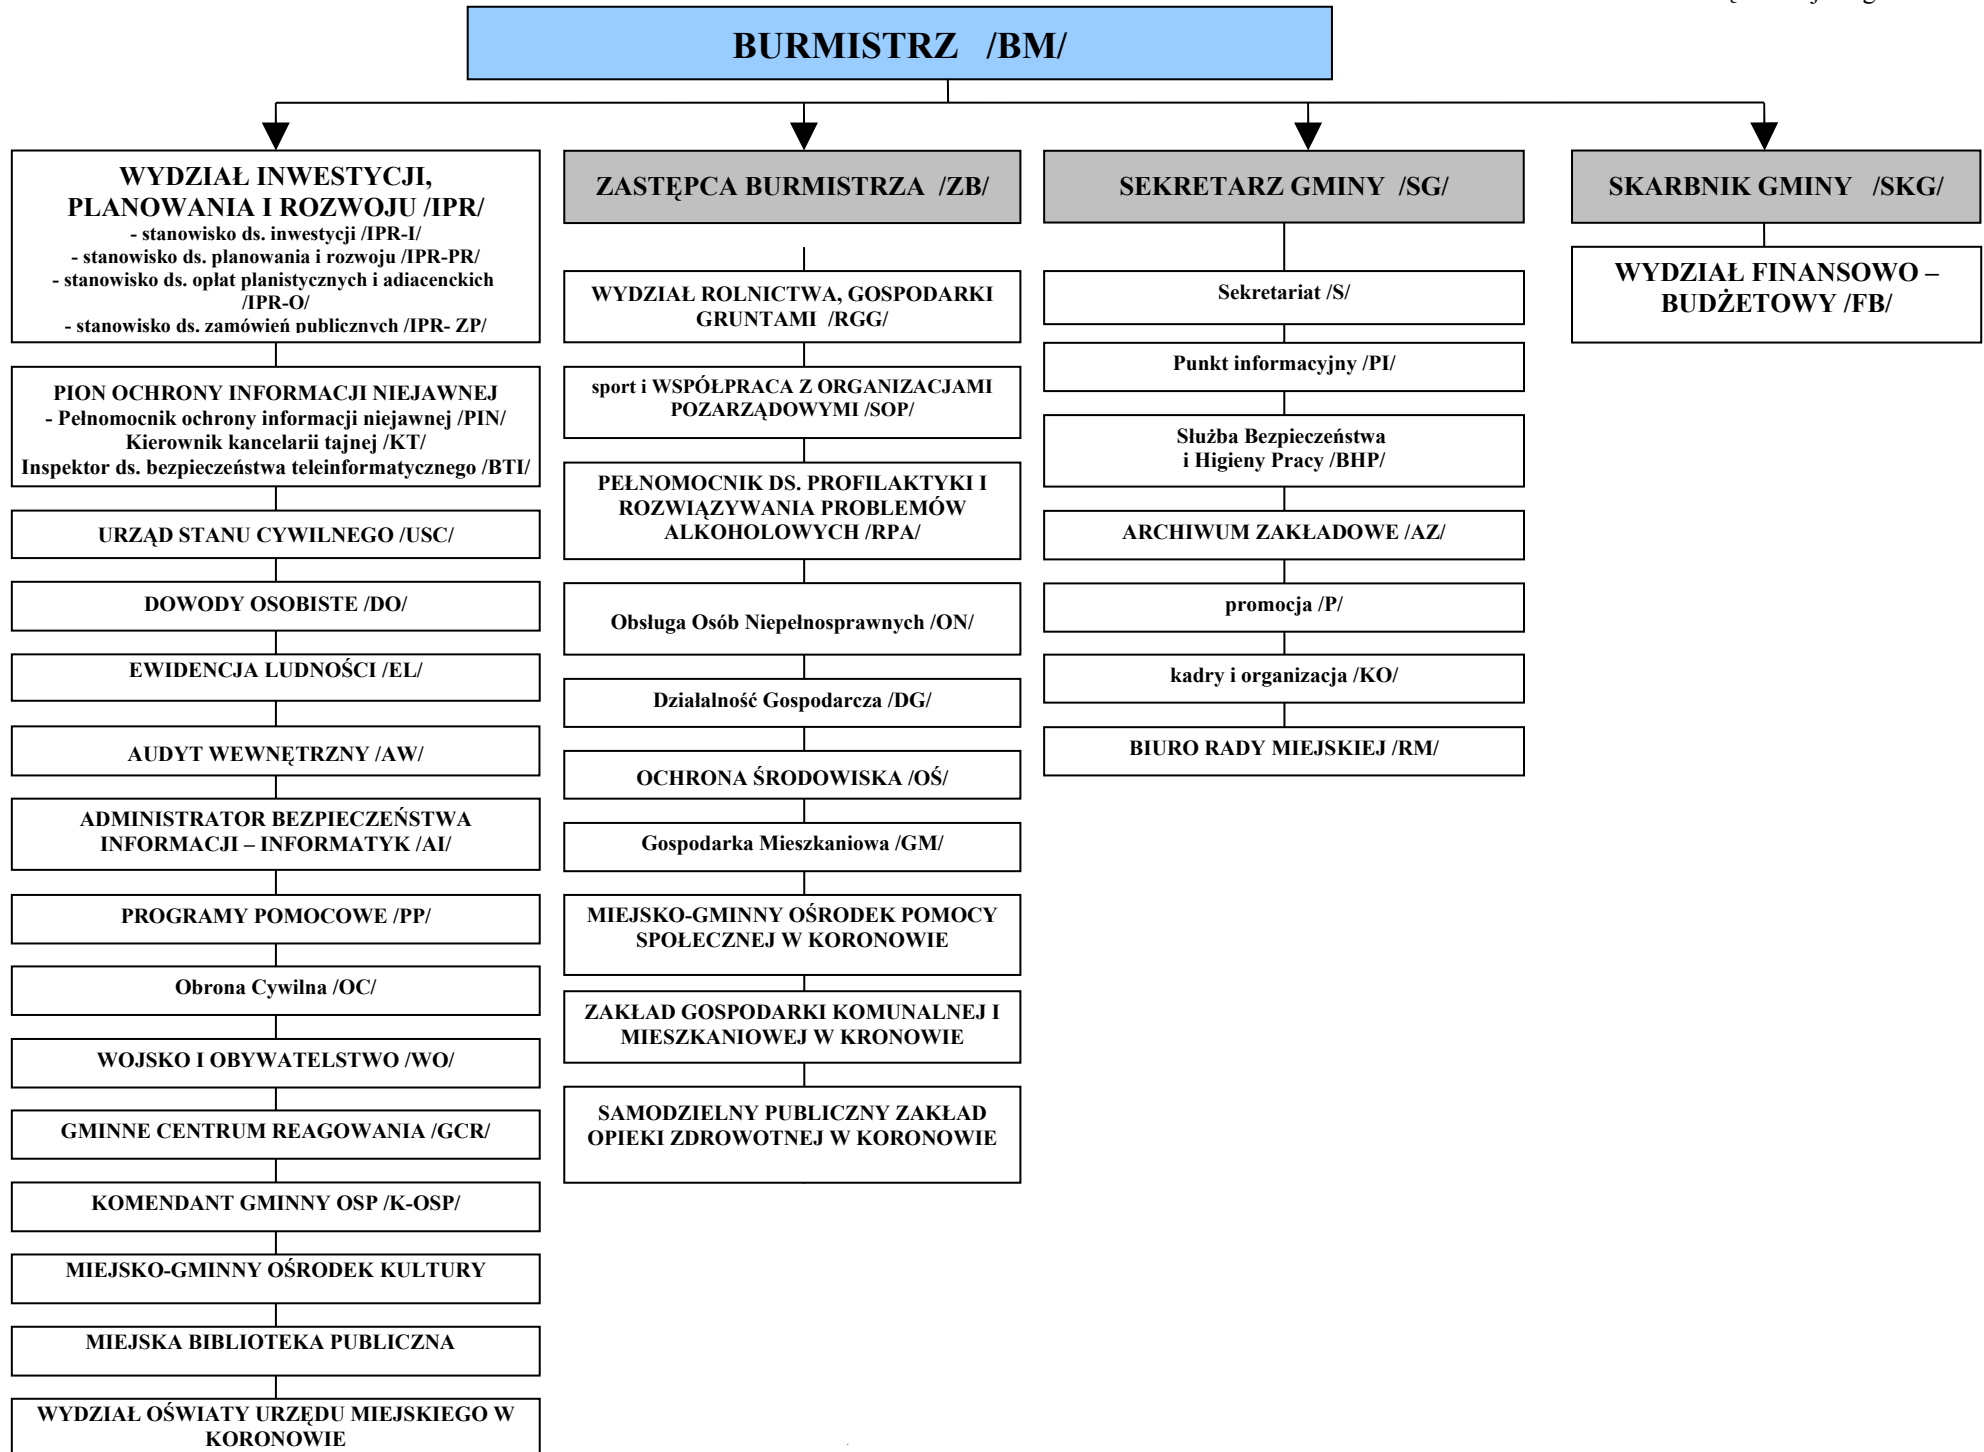 BURMISTRZ /BM/
WYDZIAŁ INWESTYCJI,
PLANOWANIA I ROZWOJU /IPR/
- stanowisko ds. inwestycji /IPR-I/
- stanowisko ds. planowania i rozwoju /IPR-PR/
- stanowisko ds. opłat planistycznych i adiacenckich
/IPR-O/
- stanowisko ds. zamówień publicznych /IPR- ZP/
PION OCHRONY INFORMACJI NIEJAWNEJ
- Pełnomocnik ochrony informacji niejawnej /PIN/
Kierownik kancelarii tajnej /KT/
Inspektor ds. bezpieczeństwa teleinformatycznego /BTI/
URZĄD STANU CYWILNEGO /USC/
DOWODY OSOBISTE /DO/
EWIDENCJA LUDNOŚCI /EL/
AUDYT WEWNĘTRZNY /AW/
ADMINISTRATOR BEZPIECZEŃSTWA
INFORMACJI – INFORMATYK /AI/
PROGRAMY POMOCOWE /PP/
Obrona Cywilna /OC/
WOJSKO I OBYWATELSTWO /WO/
GMINNE CENTRUM REAGOWANIA /GCR/
KOMENDANT GMINNY OSP /K-OSP/
MIEJSKO-GMINNY OŚRODEK KULTURY
MIEJSKA BIBLIOTEKA PUBLICZNA
WYDZIAŁ OŚWIATY URZĘDU MIEJSKIEGO W
KORONOWIE
ZASTĘPCA BURMISTRZA /ZB/
WYDZIAŁ ROLNICTWA, GOSPODARKI
GRUNTAMI /RGG/
sport i WSPÓŁPRACA Z ORGANIZACJAMI
POZARZĄDOWYMI /SOP/
PEŁNOMOCNIK DS. PROFILAKTYKI I
ROZWIĄZYWANIA PROBLEMÓW
ALKOHOLOWYCH /RPA/
Obsługa Osób Niepełnosprawnych /ON/
Działalność Gospodarcza /DG/
OCHRONA ŚRODOWISKA /OŚ/
Gospodarka Mieszkaniowa /GM/
MIEJSKO-GMINNY OŚRODEK POMOCY
SPOŁECZNEJ W KORONOWIE
ZAKŁAD GOSPODARKI KOMUNALNEJ I
MIESZKANIOWEJ W KRONOWIE
SAMODZIELNY PUBLICZNY ZAKŁAD
OPIEKI ZDROWOTNEJ W KORONOWIE
SEKRETARZ GMINY /SG/
Sekretariat /S/
Punkt informacyjny /PI/
Służba Bezpieczeństwa
i Higieny Pracy /BHP/
ARCHIWUM ZAKŁADOWE /AZ/
promocja /P/
kadry i organizacja /KO/
BIURO RADY MIEJSKIEJ /RM/
SKARBNIK GMINY /SKG/
WYDZIAŁ FINANSOWO –
BUDŻETOWY /FB/